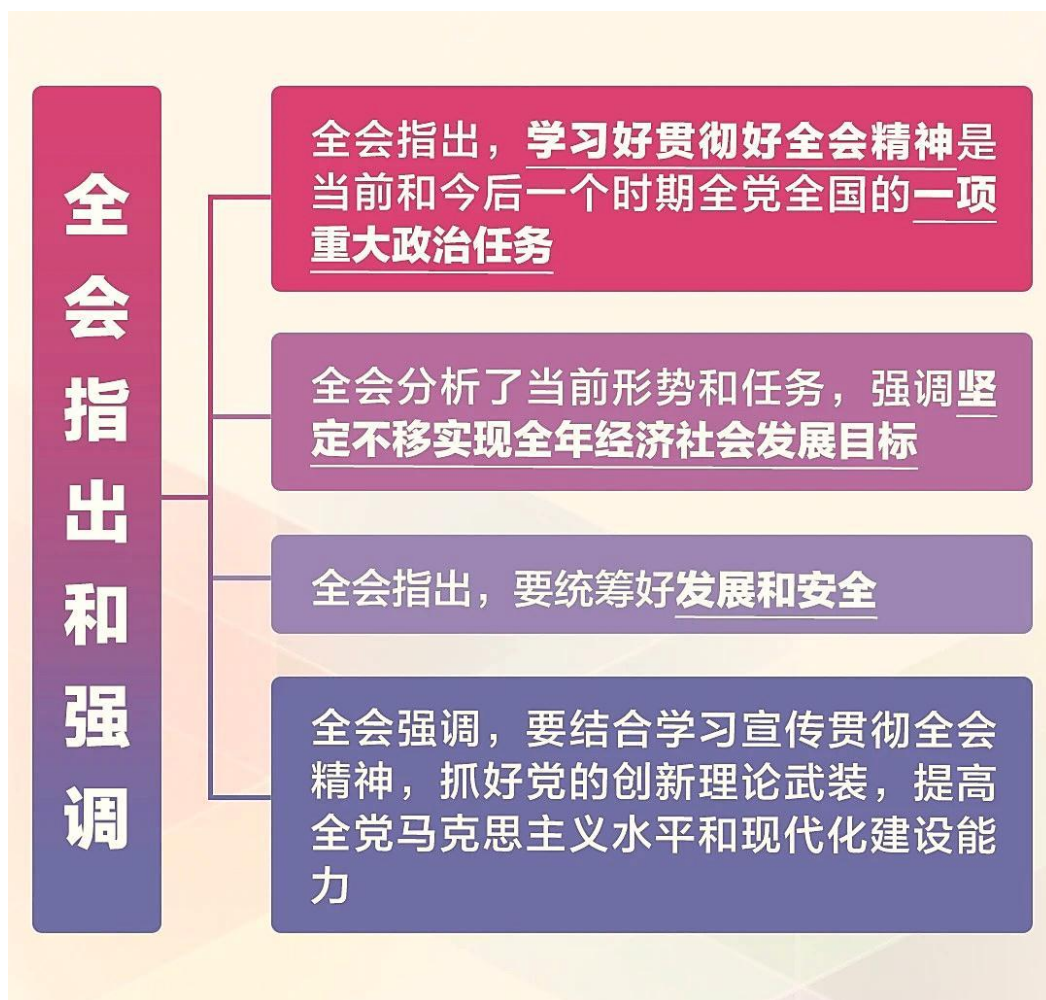 全会指出和强调
全会指出，学习好贯彻好全会精神是
当前和今后一个时期全党全国的一项
重大政治任务
全会分析了当前形势和任务，强调坚
定不移实现全年经济社会发展目标
全会指出，要统筹好发展和安全
全会强调，要结合学习宣传贯彻全会
精神，抓好党的创新理论武装，提高
全党马克思主义水平和现代化建设能
力